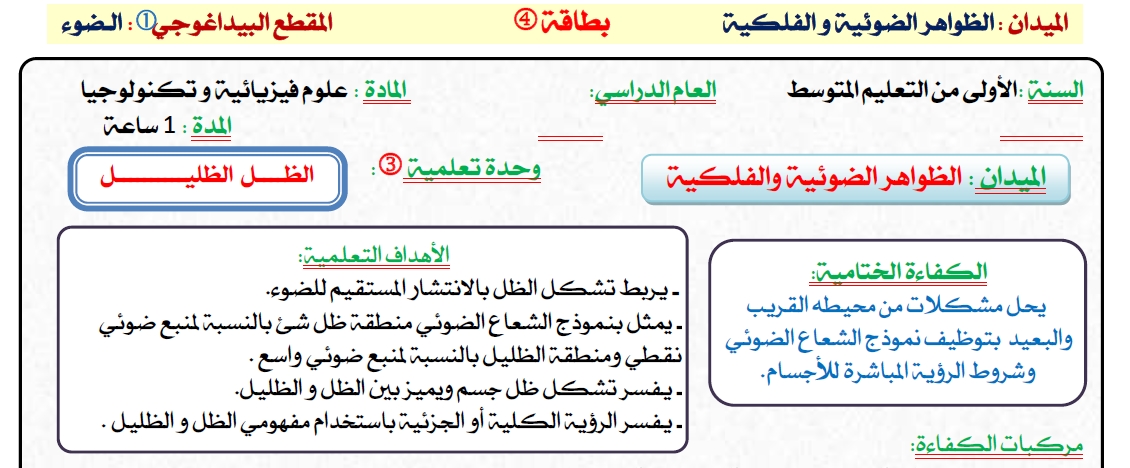 الميدان : الظواهر الضوئية و الفلكية بطاقة ④ المقطع البيداغوجي① : الضوء
السنة :الأولى من التعليم المتوسط العام الدراسي: المادة : علوم فيزيائية و تكنولوجيا
المدة : 1 ساعة
الميدان : الظواهر الضوئية والفلكية وحدة تعلمية ③ : الظـــل الظليــــــــــل
الكفاءة الختامية:
يحل مشكلات من محيطه القريب
والبعيد بتوظيف نموذج الشعاع الضوئي
وشروط الرؤية المباشرة للأجسام.
الأهداف التعلمية:
ـ يربط تشكل الظل بالانتشار المستقيم للضوء.
ـ يمثل بنموذج الشعاع الضوئي منطقة ظل شئ بالنسبة لمنبع ضوئي
نقطي ومنطقة الظليل بالنسبة لمنبع ضوئي واسع .
ـ يفسر تشكل ظل جسم ويميز بين الظل و الظليل.
ـ يفسر الرؤية الكلية أو الجزئية باستخدام مفهومي الظل و الظليل .
مركبات الكفاءة: